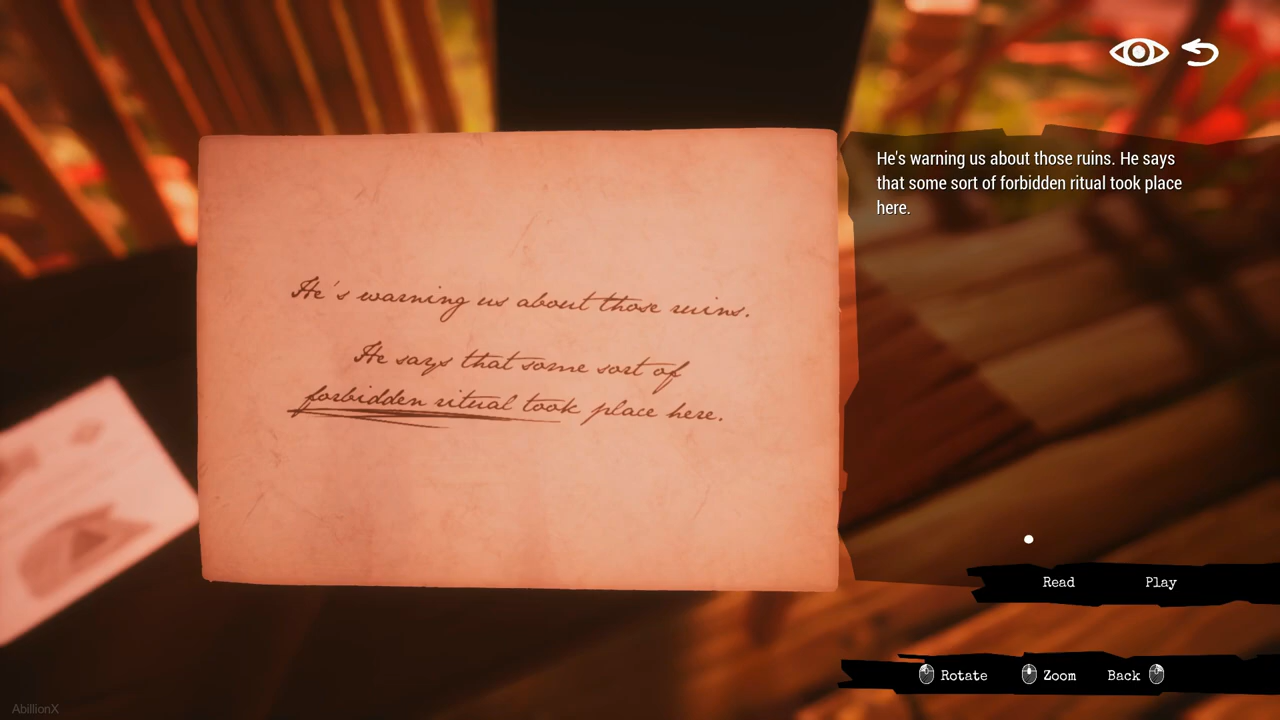 He's warning us about those ruins.
He says that some sort of
forbidden ritual took place here.
He's warning us about those ruins. He says
that some sort of forbidden ritual took place
here.
Read Play
Rotate Zoom Back
AbillionX